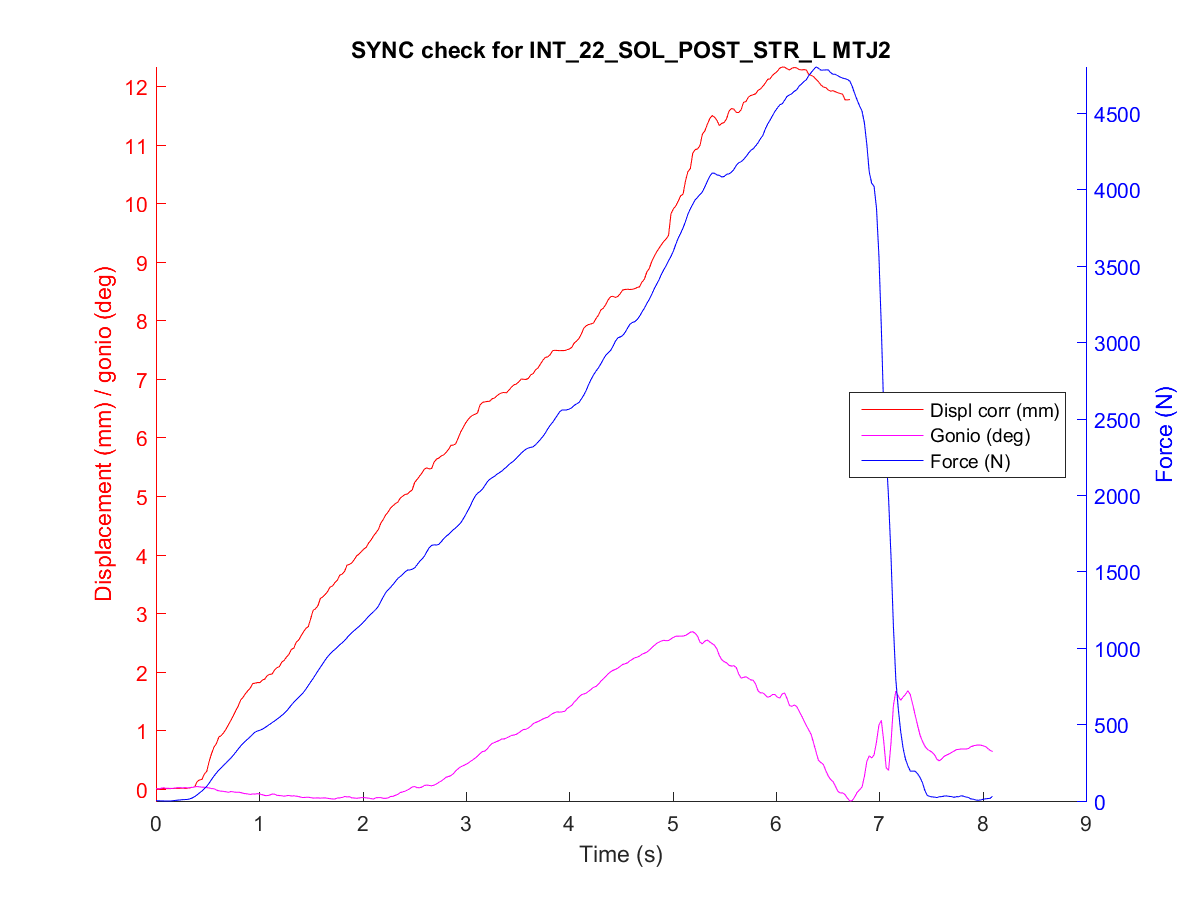 SYNC check for INT_22_SOL_POST_STR_L MTJ2
12
11
10
9
8
7
6
5
4
3
2
1
0
Displacement (mm) / gonio (deg)
4500
4000
3500
3000
2500
2000
1500
1000
500
0
Force (N)
Displ corr (mm)
Gonio (deg)
Force (N)
0 1 2 3 4 5 6 7 8 9
Time (s)